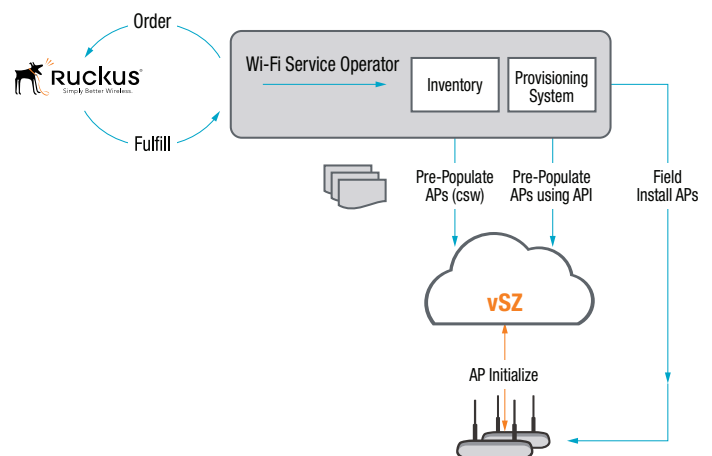 Order
Ruckus
Simply Better Wireless.
Fulfill
Wi-Fi Service Operator
Inventory
Provisioning
System
Pre-Populate
APs (csw)
Pre-Populate
APs using API
Field
Install APs
vSZ
AP Initialize